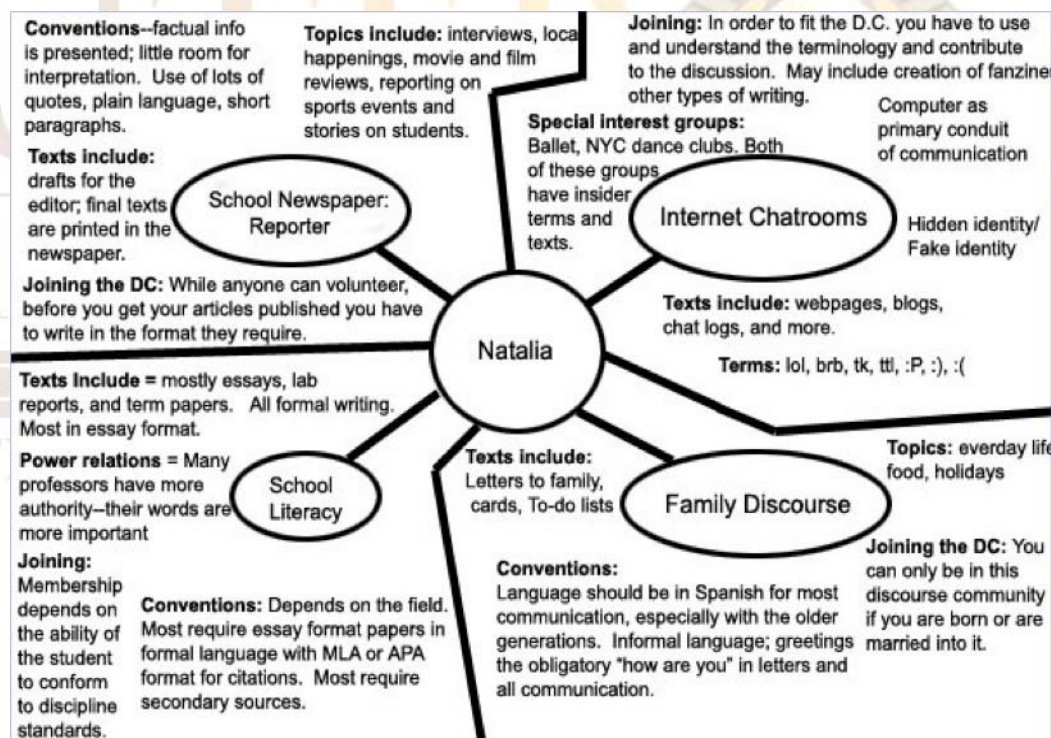 Conventions--factual info
is presented; little room for
interpretation. Use of lots of
quotes, plain language, short
paragraphs.
Topics include: interviews, loca
happenings, movie and film
reviews, reporting on
sports events and
stories on students.
Texts include:
drafts for the
editor; final texts
are printed in the
newspaper.
School Newspaper:
Reporter
Joining the DC: While anyone can volunteer,
before you get your articles published you have
to write in the format they require.
Joining: In order to fit the D.C. you have to use
and understand the terminology and contribute
to the discussion. May include creation of fanzine
other types of writing.
Computer as
primary conduit
of communication
Special interest groups:
Ballet, NYC dance clubs. Both
of these groups
have insider
terms and
texts.
Internet Chatrooms
Hidden identity/
Fake identity
Texts include: webpages, blogs,
chat logs, and more.
Terms: lol, brb, tk, ttl, :P, :), :(
Natalia
Texts Include = mostly essays, lab
reports, and term papers. All formal writing.
Most in essay format.
Power relations = Many
professors have more
authority--their words are
more important
School
Literacy
Joining:
Membership
depends on
the ability of
the student
to conform
to discipline
standards.
Conventions: Depends on the field.
Most require essay format papers in
formal language with MLA or APA
format for citations. Most require
secondary sources.
Texts include:
Letters to family,
cards, To-do lists
Family Discourse
Topics: everday life
food, holidays
Joining the DC: You
can only be in this
discourse community
if you are born or are
married into it.
Conventions:
Language should be in Spanish for most
communication, especially with the older
generations. Informal language; greetings
the obligatory "how are you" in letters and
all communication.